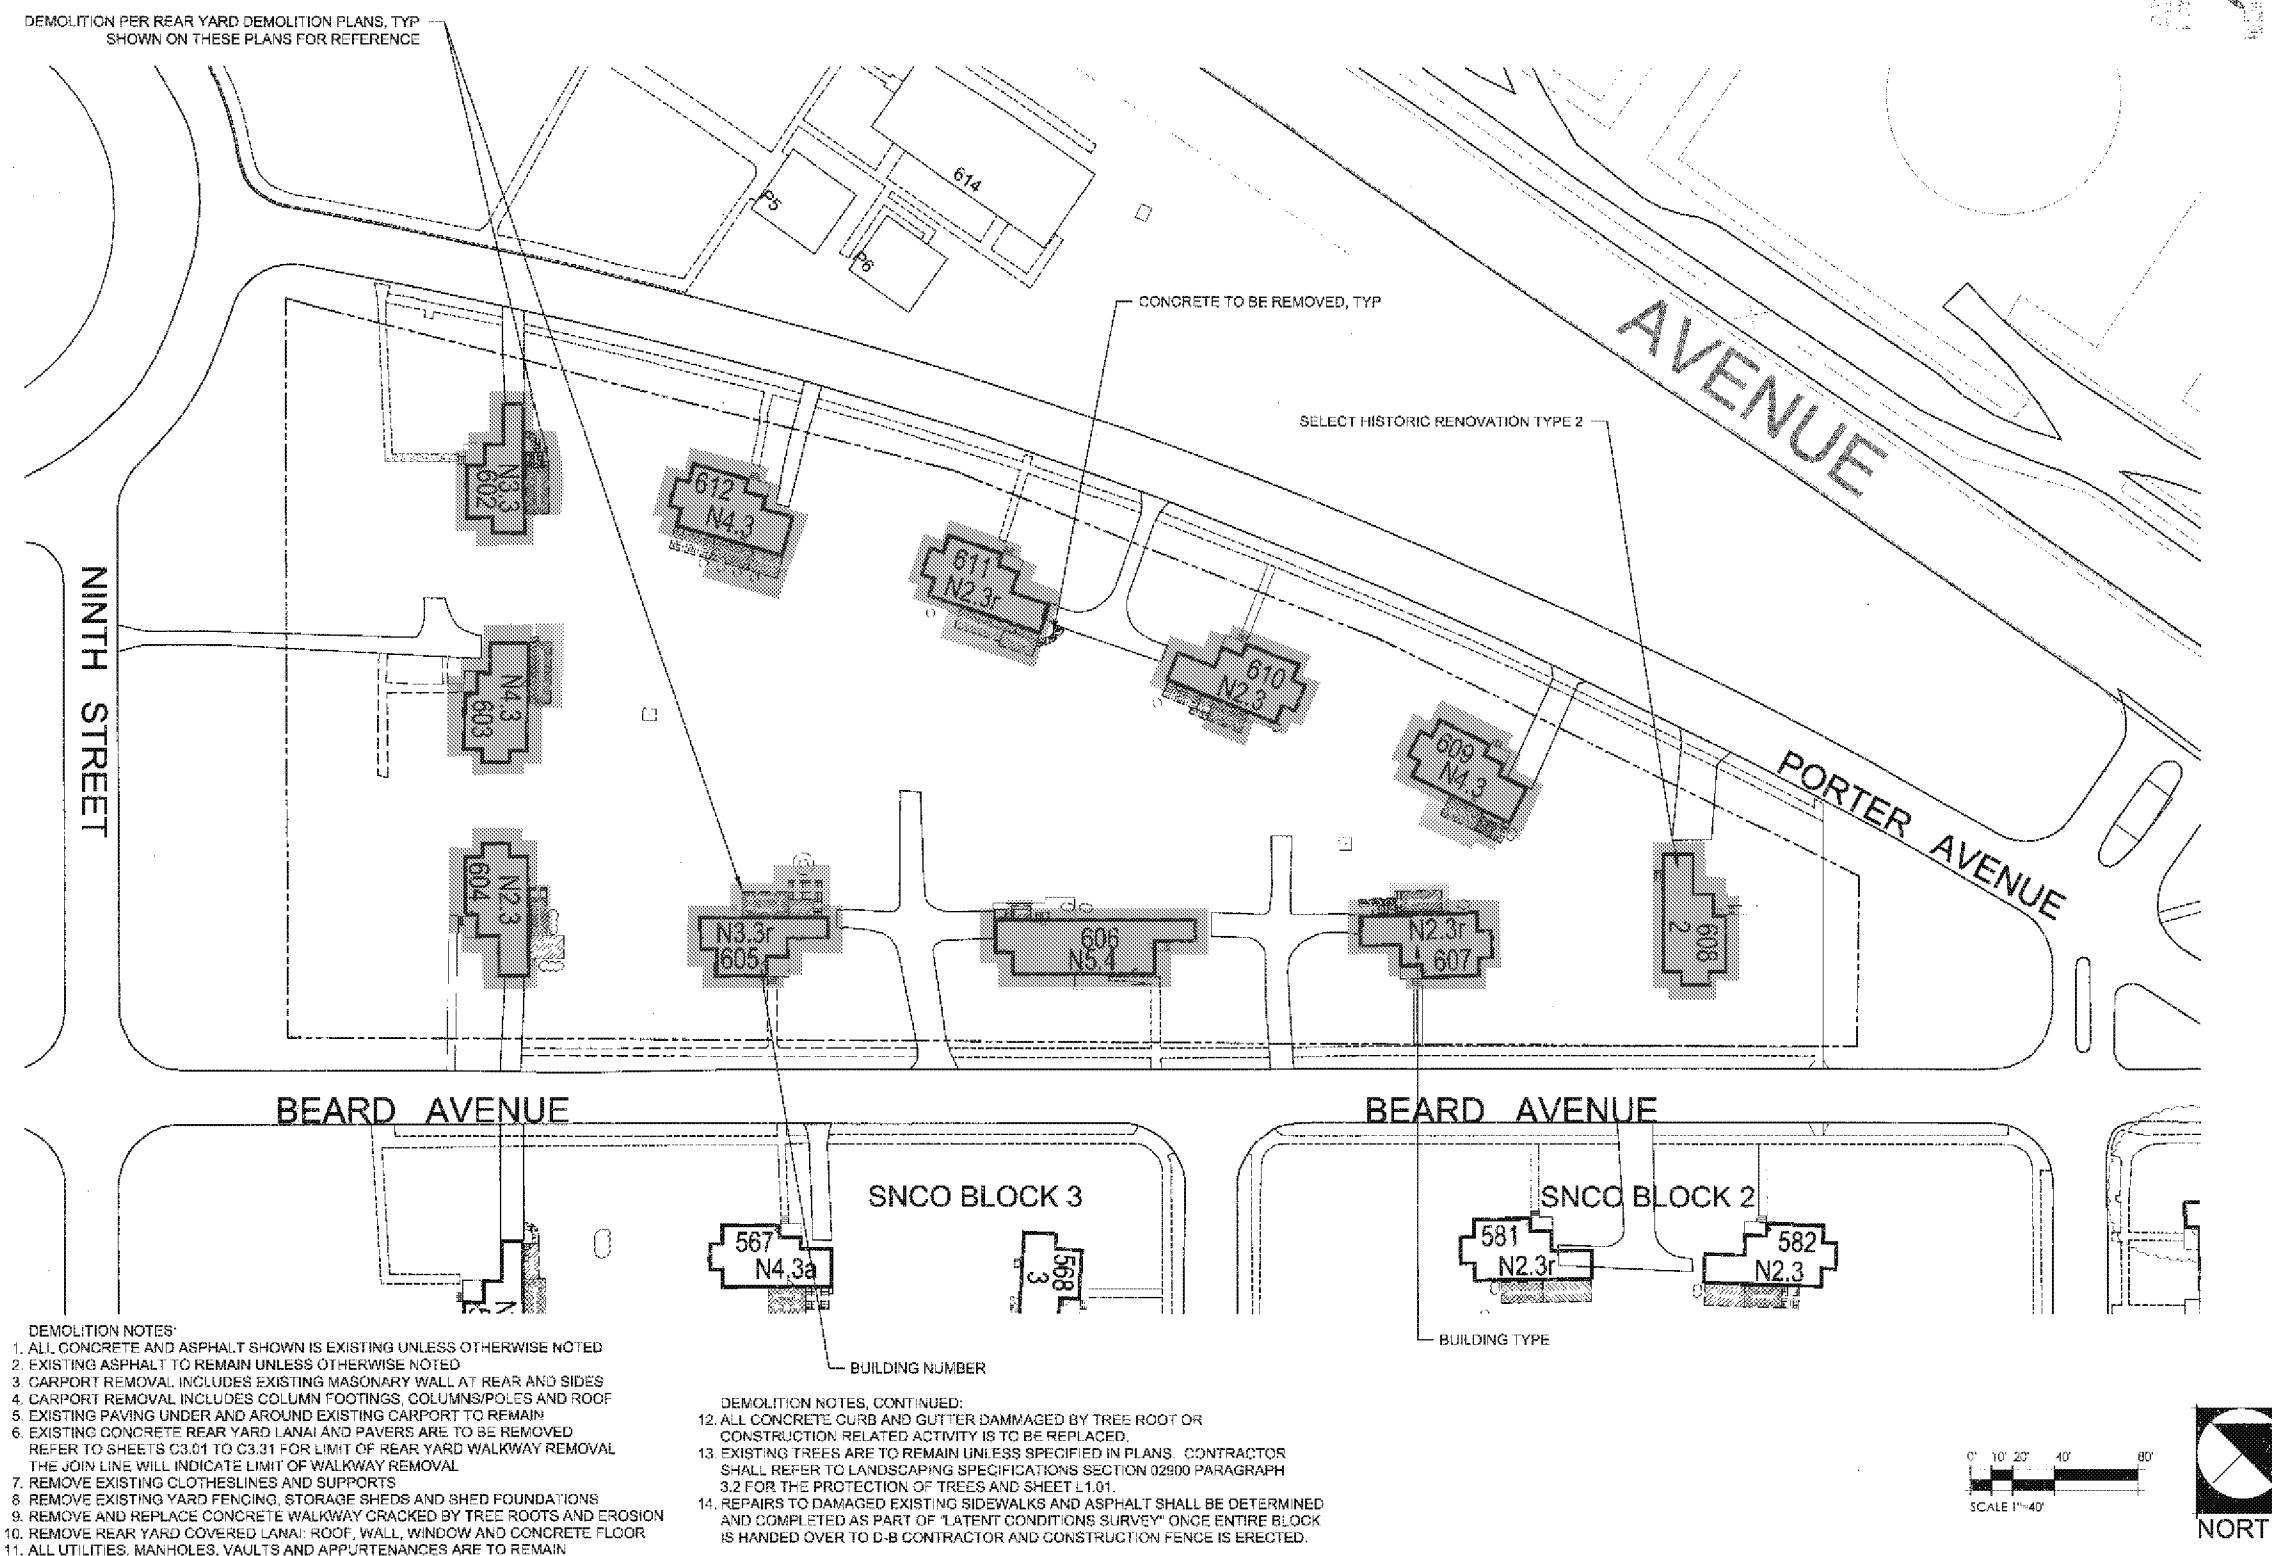 DEMOLITION PER REAR YARD DEMOLITION PLANS, TYP
SHOWN ON THESE PLANS FOR REFERENCE
614
P5
P6
CONCRETE TO BE REMOVED, TYP
AVENUE
SELECT HISTORIC RENOVATION TYPE 2
N3.3
602
612
N4.3
611
N2.3r
610
N2.3
NINTH STREET
N4.3
603
609
N4.3
PORTER AVENUE
N2.3
604
N3.3r
605
606
N5.4
N2.3r
607
608
2
BEARD AVENUE
BEARD AVENUE
SNCO BLOCK 3
SNCO BLOCK 2
567
N4.3a
568
3
581
N2.3r
582
N2.3
BUILDING TYPE
BUILDING NUMBER
DEMOLITION NOTES:
1. ALL CONCRETE AND ASPHALT SHOWN IS EXISTING UNLESS OTHERWISE NOTED
2. EXISTING ASPHALT TO REMAIN UNLESS OTHERWISE NOTED
3. CARPORT REMOVAL INCLUDES EXISTING MASONARY WALL AT REAR AND SIDES
4. CARPORT REMOVAL INCLUDES COLUMN FOOTINGS, COLUMNS/POLES AND ROOF
5. EXISTING PAVING UNDER AND AROUND EXISTING CARPORT TO REMAIN
6. EXISTING CONCRETE REAR YARD LANAI AND PAVERS ARE TO BE REMOVED
REFER TO SHEETS C3.01 TO C3.31 FOR LIMIT OF REAR YARD WALKWAY REMOVAL
THE JOIN LINE WILL INDICATE LIMIT OF WALKWAY REMOVAL
7. REMOVE EXISTING CLOTHESLINES AND SUPPORTS
8. REMOVE EXISTING YARD FENCING, STORAGE SHEDS AND SHED FOUNDATIONS
9. REMOVE AND REPLACE CONCRETE WALKWAY CRACKED BY TREE ROOTS AND EROSION
10. REMOVE REAR YARD COVERED LANAI: ROOF, WALL, WINDOW AND CONCRETE FLOOR
11. ALL UTILITIES, MANHOLES, VAULTS AND APPURTENANCES ARE TO REMAIN
DEMOLITION NOTES, CONTINUED:
12. ALL CONCRETE CURB AND GUTTER DAMMAGED BY TREE ROOT OR
CONSTRUCTION RELATED ACTIVITY IS TO BE REPLACED.
13. EXISTING TREES ARE TO REMAIN UNLESS SPECIFIED IN PLANS. CONTRACTOR
SHALL REFER TO LANDSCAPING SPECIFICATIONS SECTION 02900 PARAGRAPH
3.2 FOR THE PROTECTION OF TREES AND SHEET L1.01.
14. REPAIRS TO DAMAGED EXISTING SIDEWALKS AND ASPHALT SHALL BE DETERMINED
AND COMPLETED AS PART OF "LATENT CONDITIONS SURVEY" ONCE ENTIRE BLOCK
IS HANDED OVER TO D-B CONTRACTOR AND CONSTRUCTION FENCE IS ERECTED.
0' 10' 20' 40' 80'
SCALE 1"=40'
NORT